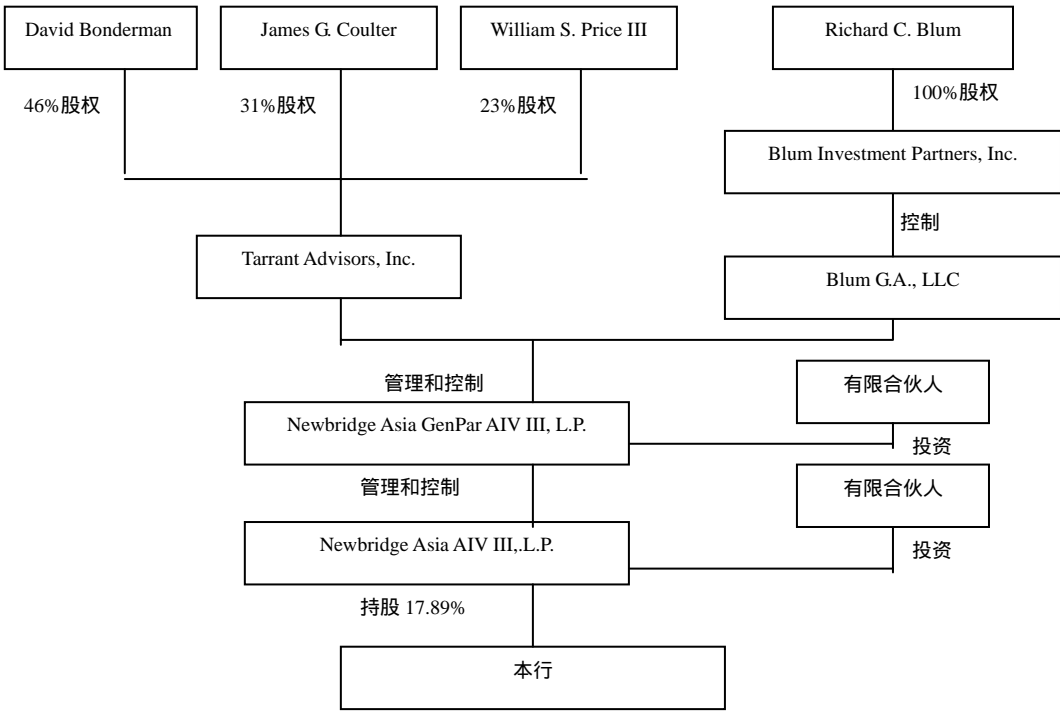 David Bonderman
James G. Coulter
William S. Price III
Richard C. Blum
46%股权
31%股权
23%股权
100%股权
Blum Investment Partners, Inc.
控制
Tarrant Advisors, Inc.
Blum G.A., LLC
管理和控制
有限合伙人
Newbridge Asia GenPar AIV III, L.P.
投资
管理和控制
有限合伙人
Newbridge Asia AIV III,.L.P.
投资
持股 17.89%
本行